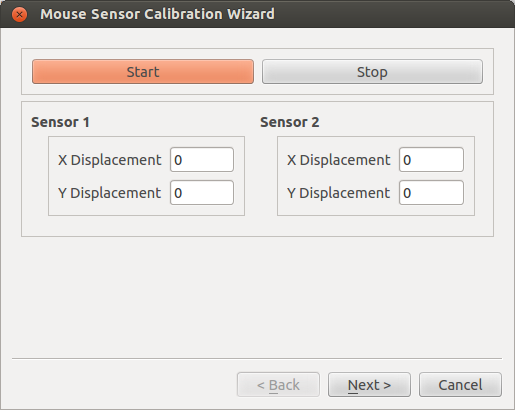 Mouse Sensor Calibration Wizard
Start Stop
Sensor 1 Sensor 2
X Displacement 0 X Displacement 0
Y Displacement 0 Y Displacement 0
< Back Next > Cancel